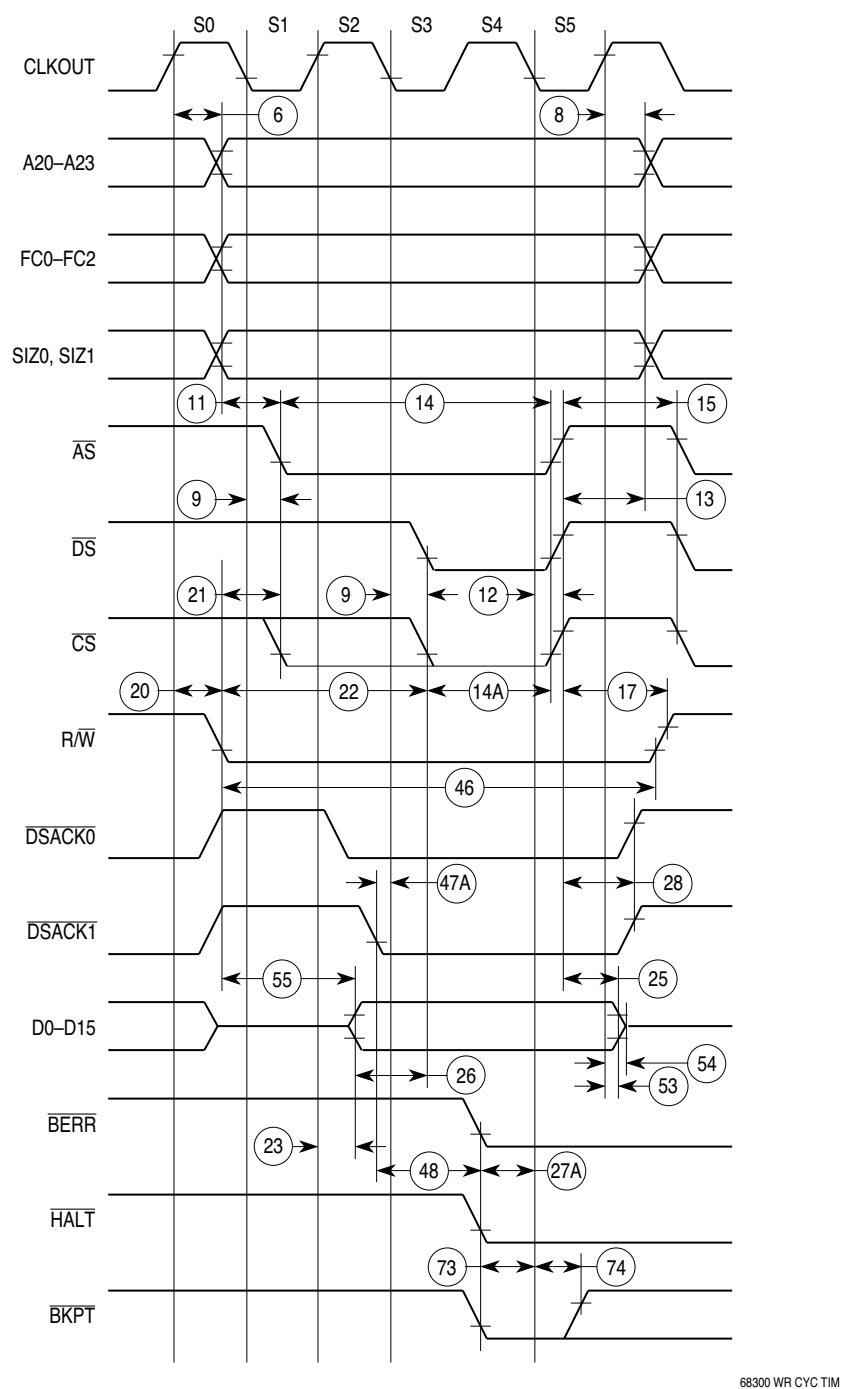 S0 S1 S2 S3 S4 S5
CLKOUT
6 8
A20–A23
FC0–FC2
SIZ0, SIZ1
11 14 15
AS
9 13
DS
21 9 12
CS
20 22 14A 17
R/W
46
DSACK0
47A 28
DSACK1
55 25
D0–D15
54
26 53
BERR
23 48 27A
HALT
73 74
BKPT
68300 WR CYC TIM